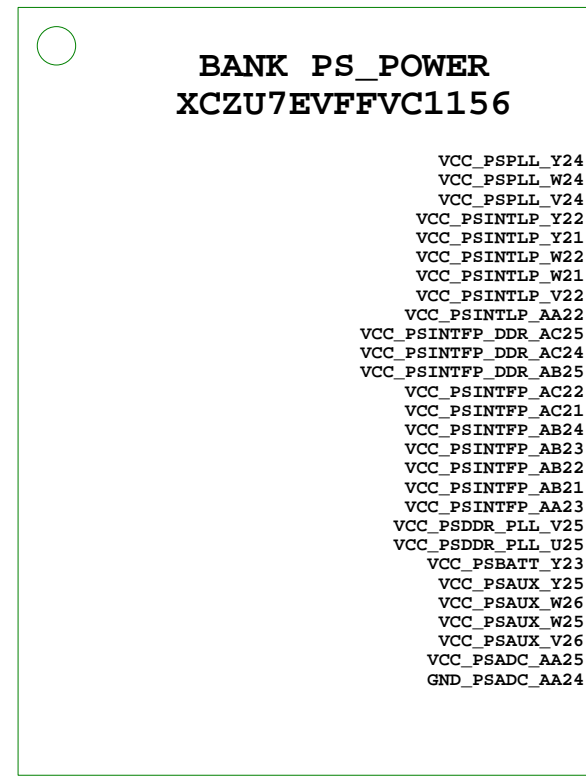 BANK PS_POWER
XCZU7EVFFVC1156
VCC_PSPLL_Y24
VCC_PSPLL_W24
VCC_PSPLL_V24
VCC_PSINTLP_Y22
VCC_PSINTLP_Y21
VCC_PSINTLP_W22
VCC_PSINTLP_W21
VCC_PSINTLP_V22
VCC_PSINTLP_AA22
VCC_PSINTFP_DDR_AC25
VCC_PSINTFP_DDR_AC24
VCC_PSINTFP_DDR_AB25
VCC_PSINTFP_AC22
VCC_PSINTFP_AC21
VCC_PSINTFP_AB24
VCC_PSINTFP_AB23
VCC_PSINTFP_AB22
VCC_PSINTFP_AB21
VCC_PSINTFP_AA23
VCC_PSDDR_PLL_V25
VCC_PSDDR_PLL_U25
VCC_PSBATT_Y23
VCC_PSAUX_Y25
VCC_PSAUX_W26
VCC_PSAUX_W25
VCC_PSAUX_V26
VCC_PSADC_AA25
GND_PSADC_AA24